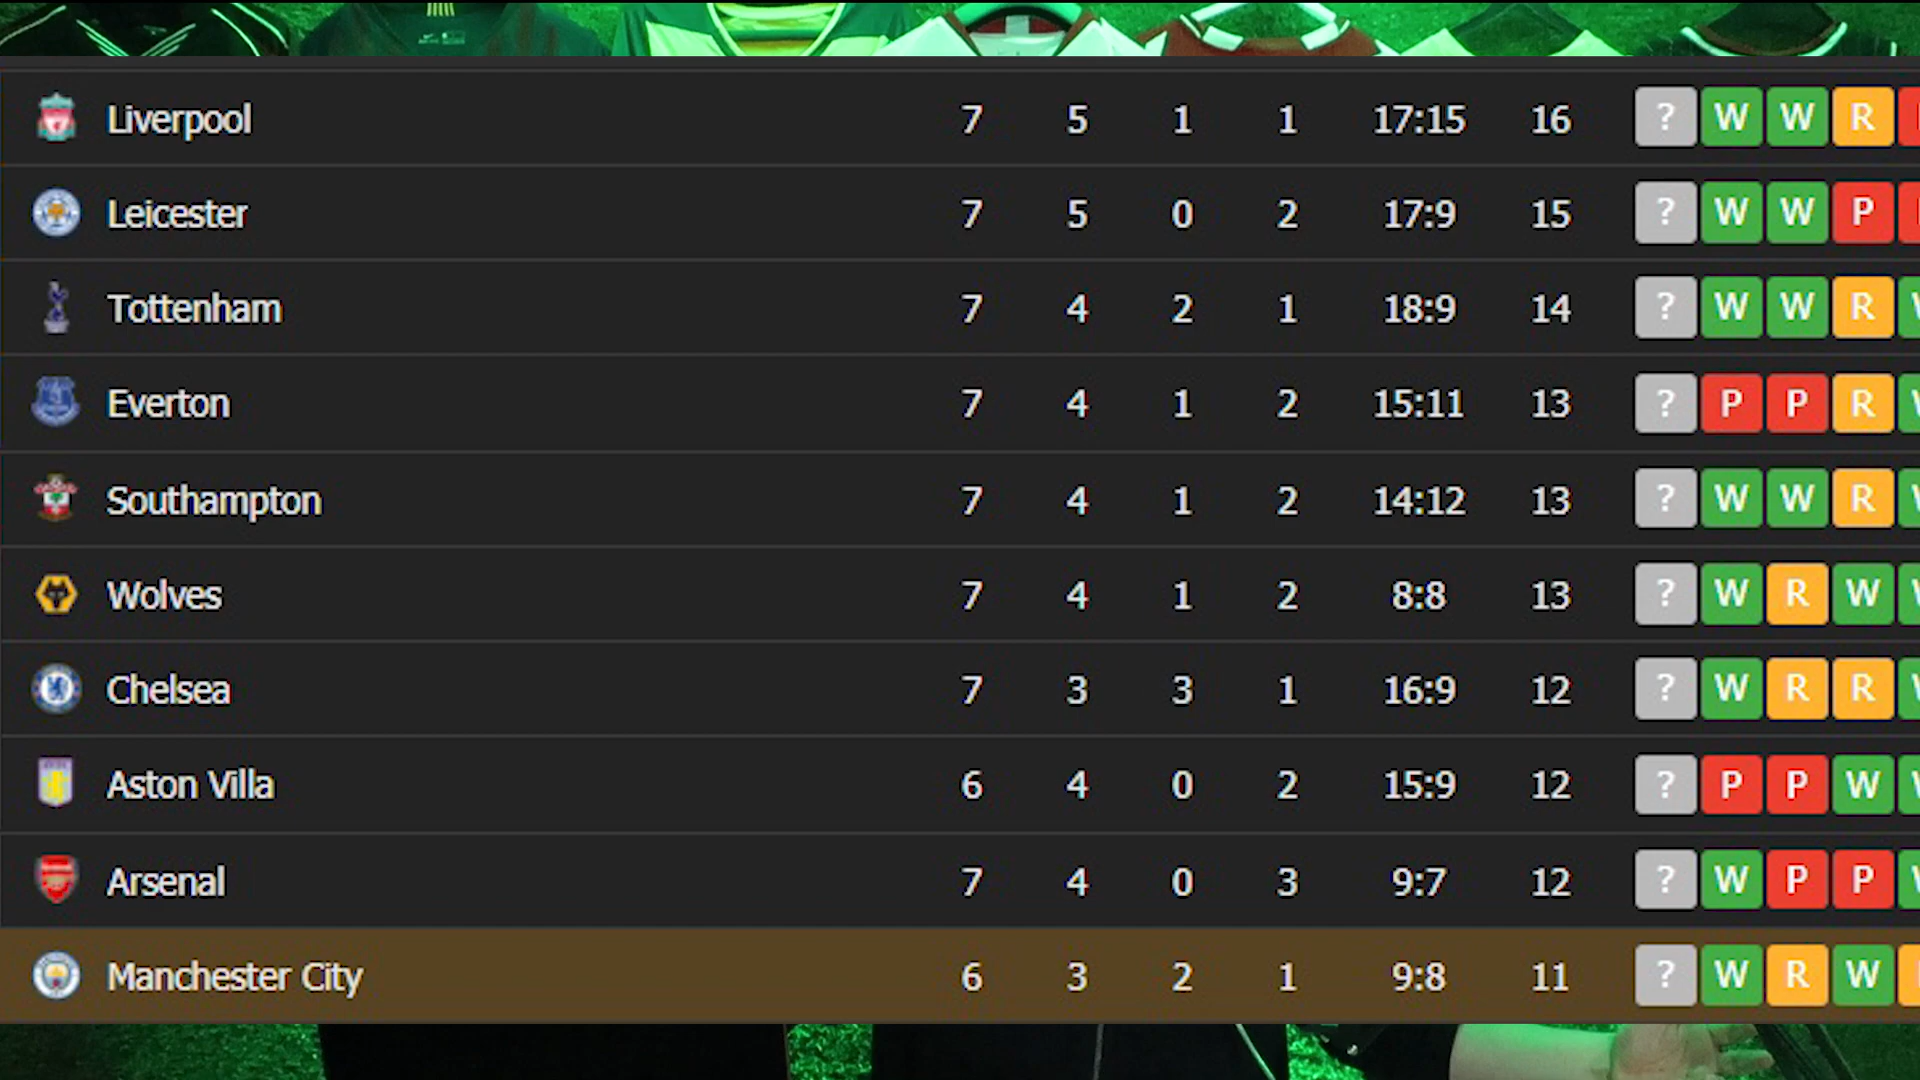 Liverpool 7 5 1 1 17:15 16 ? W W R
Leicester 7 5 0 2 17:9 15 ? W W P
Tottenham 7 4 2 1 18:9 14 ? W W R
Everton 7 4 1 2 15:11 13 ? P P R
Southampton 7 4 1 2 14:12 13 ? W W R
Wolves 7 4 1 2 8:8 13 ? W R W
Chelsea 7 3 3 1 16:9 12 ? W R R
Aston Villa 6 4 0 2 15:9 12 ? P P W
Arsenal 7 4 0 3 9:7 12 ? W P P
Manchester City 6 3 2 1 9:8 11 ? W R W